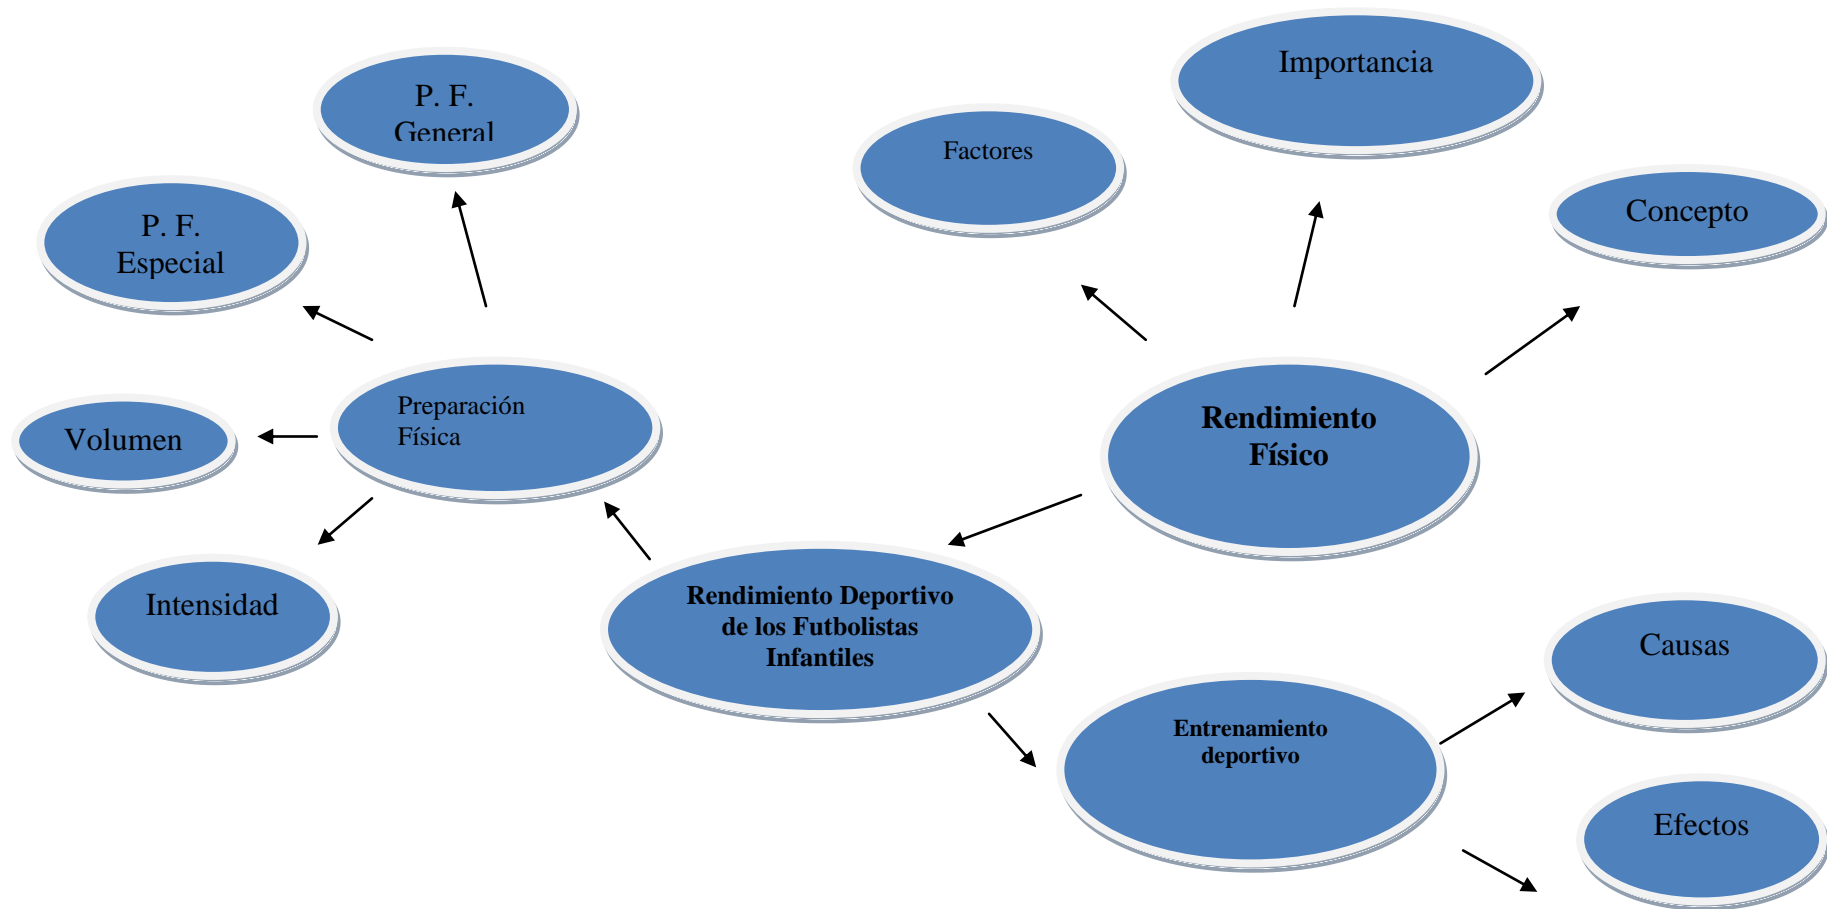 Importancia
P. F.
General
Factores
Concepto
P. F.
Especial
Preparación
Física
Volumen
Rendimiento
Físico
Intensidad
Rendimiento Deportivo
de los Futbolistas
Infantiles
Causas
Entrenamiento
deportivo
Efectos